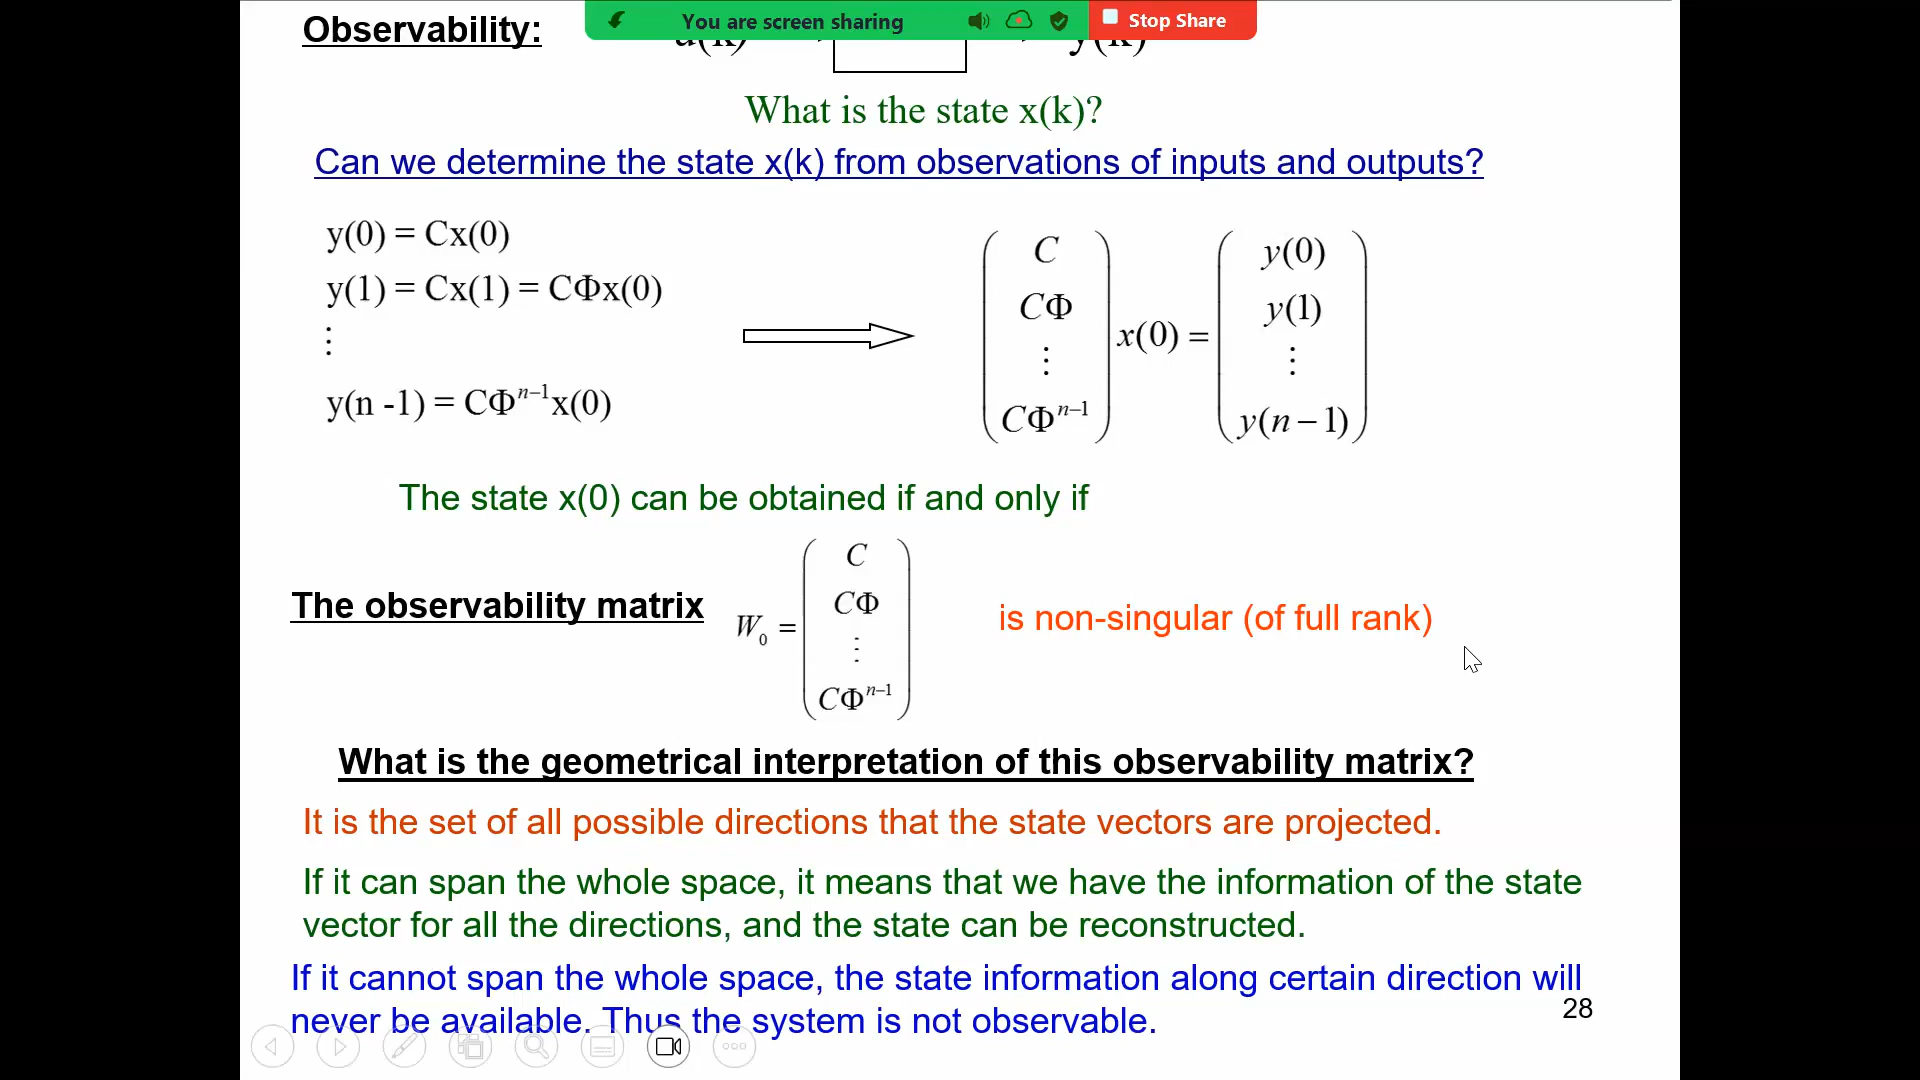 You are screen sharing
Stop Share
Observability:
u(k) y(k)
What is the state x(k)?
Can we determine the state x(k) from observations of inputs and outputs?
y(0) = Cx(0)
y(1) = Cx(1) = CΦx(0)
⋮
y(n -1) = CΦⁿ⁻¹x(0)
C
CΦ
⋮
CΦⁿ⁻¹
x(0) =
y(0)
y(1)
⋮
y(n − 1)
The state x(0) can be obtained if and only if
The observability matrix
W₀ =
C
CΦ
⋮
CΦⁿ⁻¹
is non-singular (of full rank)
What is the geometrical interpretation of this observability matrix?
It is the set of all possible directions that the state vectors are projected.
If it can span the whole space, it means that we have the information of the state
vector for all the directions, and the state can be reconstructed.
If it cannot span the whole space, the state information along certain direction will
never be available. Thus the system is not observable.
28